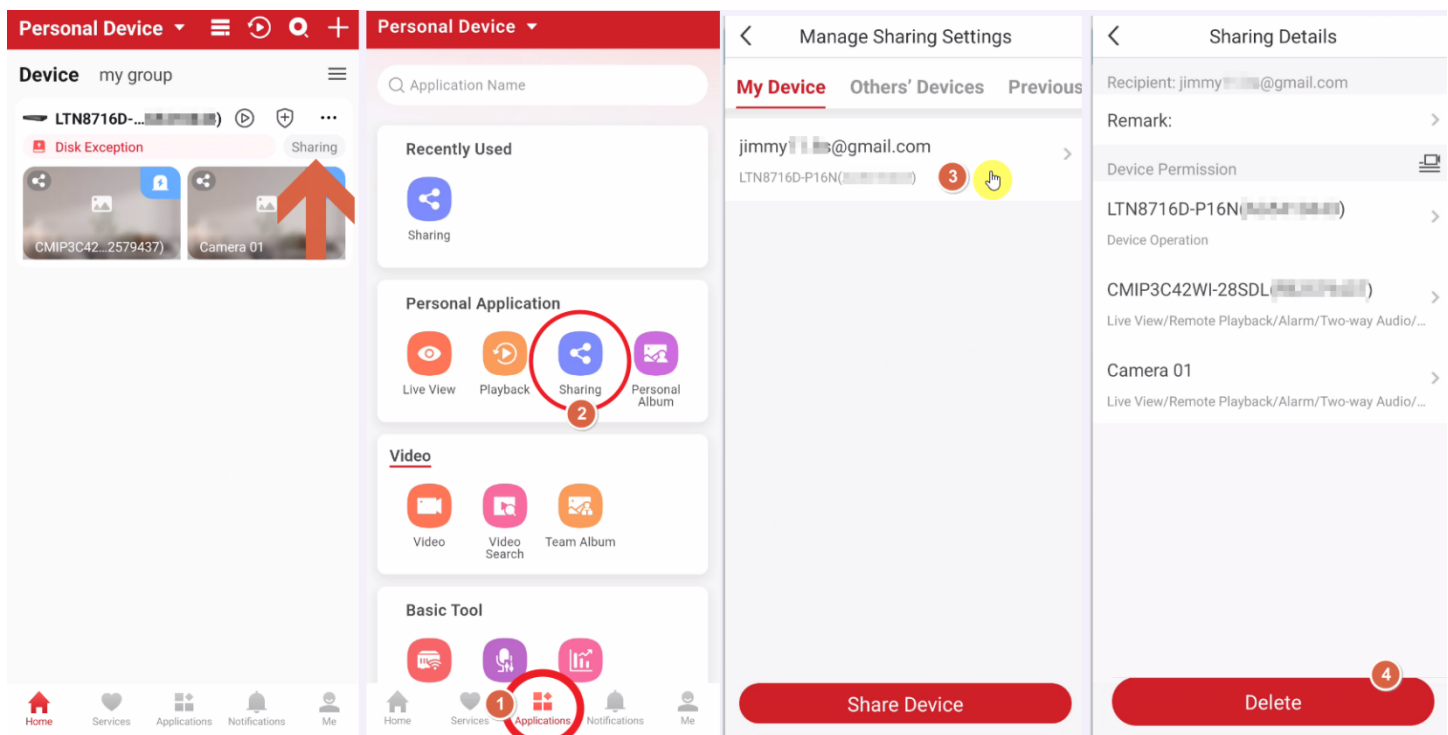 Personal Device
Device my group
LTN8716D-... )
Disk Exception
Sharing
CMIP3C42...2579437)
Camera 01
Home
Services
Applications
Notifications
Me
Personal Device
Application Name
Recently Used
Sharing
Personal Application
Live View
Playback
Sharing
Personal
Album
2
Video
Video
Video
Search
Team Album
Basic Tool
1
Home
Services
Applications
Notifications
Me
Manage Sharing Settings
My Device Others' Devices Previous
jimmy @gmail.com
LTN8716D-P16N( )
3
Share Device
Sharing Details
Recipient: jimmy @gmail.com
Remark:
Device Permission
LTN8716D-P16N( )
Device Operation
CMIP3C42WI-28SDL( )
Live View/Remote Playback/Alarm/Two-way Audio/...
Camera 01
Live View/Remote Playback/Alarm/Two-way Audio/...
4
Delete